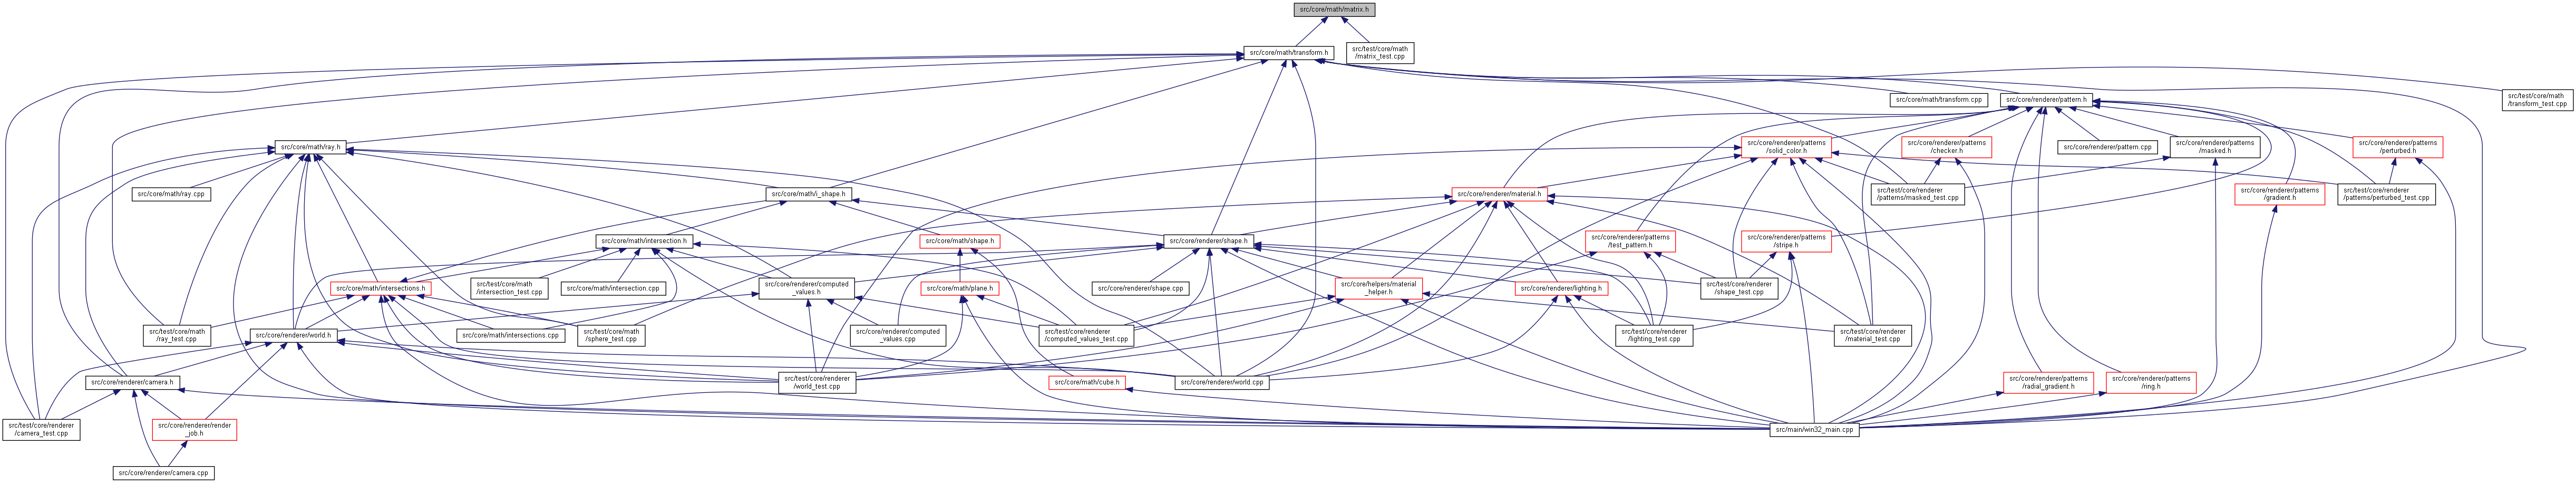 src/core/math/matrix.h
src/core/math/transform.h
src/test/core/math
/matrix_test.cpp
src/core/math/transform.cpp
src/core/renderer/pattern.h
src/test/core/math
/transform_test.cpp
src/core/math/ray.h
src/core/renderer/patterns
/solid_color.h
src/core/renderer/patterns
/checker.h
src/core/renderer/pattern.cpp
src/core/renderer/patterns
/masked.h
src/core/renderer/patterns
/perturbed.h
src/core/math/ray.cpp
src/core/math/i_shape.h
src/core/renderer/material.h
src/test/core/renderer
/patterns/masked_test.cpp
src/core/renderer/patterns
/gradient.h
src/test/core/renderer
/patterns/perturbed_test.cpp
src/core/math/intersection.h
src/core/math/shape.h
src/core/renderer/shape.h
src/core/renderer/patterns
/test_pattern.h
src/core/renderer/patterns
/stripe.h
src/core/math/intersections.h
src/test/core/math
/intersection_test.cpp
src/core/math/intersection.cpp
src/core/renderer/computed
_values.h
src/core/math/plane.h
src/core/renderer/shape.cpp
src/core/helpers/material
_helper.h
src/core/renderer/lighting.h
src/test/core/renderer
/shape_test.cpp
src/test/core/math
/ray_test.cpp
src/core/renderer/world.h
src/core/math/intersections.cpp
src/test/core/math
/sphere_test.cpp
src/core/renderer/computed
_values.cpp
src/test/core/renderer
/computed_values_test.cpp
src/test/core/renderer
/lighting_test.cpp
src/test/core/renderer
/material_test.cpp
src/core/renderer/camera.h
src/test/core/renderer
/world_test.cpp
src/core/math/cube.h
src/core/renderer/world.cpp
src/core/renderer/patterns
/radial_gradient.h
src/core/renderer/patterns
/ring.h
src/test/core/renderer
/camera_test.cpp
src/core/renderer/render
_job.h
src/main/win32_main.cpp
src/core/renderer/camera.cpp